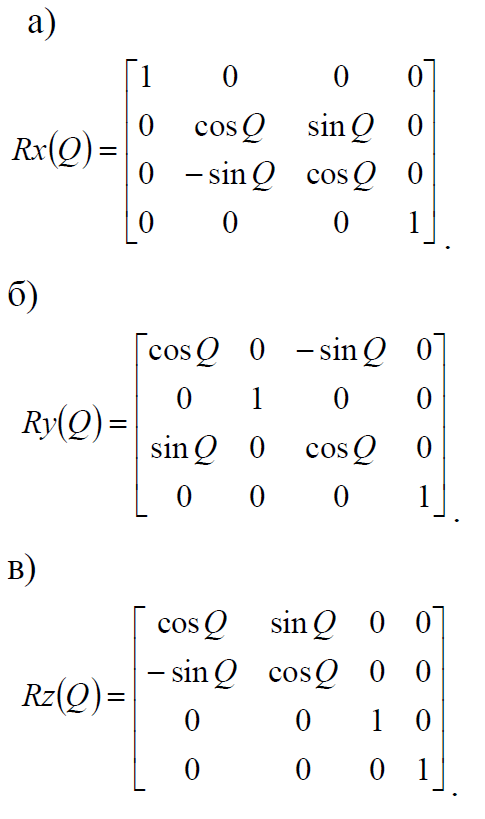 а)
1 0 0 0
0 cos Q sin Q 0
Rx(Q) =
0 − sin Q cos Q 0
0 0 0 1 .
б)
cos Q 0 − sin Q 0
0 1 0 0
Ry(Q) =
sin Q 0 cos Q 0
0 0 0 1 .
в)
cos Q sin Q 0 0
− sin Q cos Q 0 0
Rz(Q) =
0 0 1 0
0 0 0 1 .